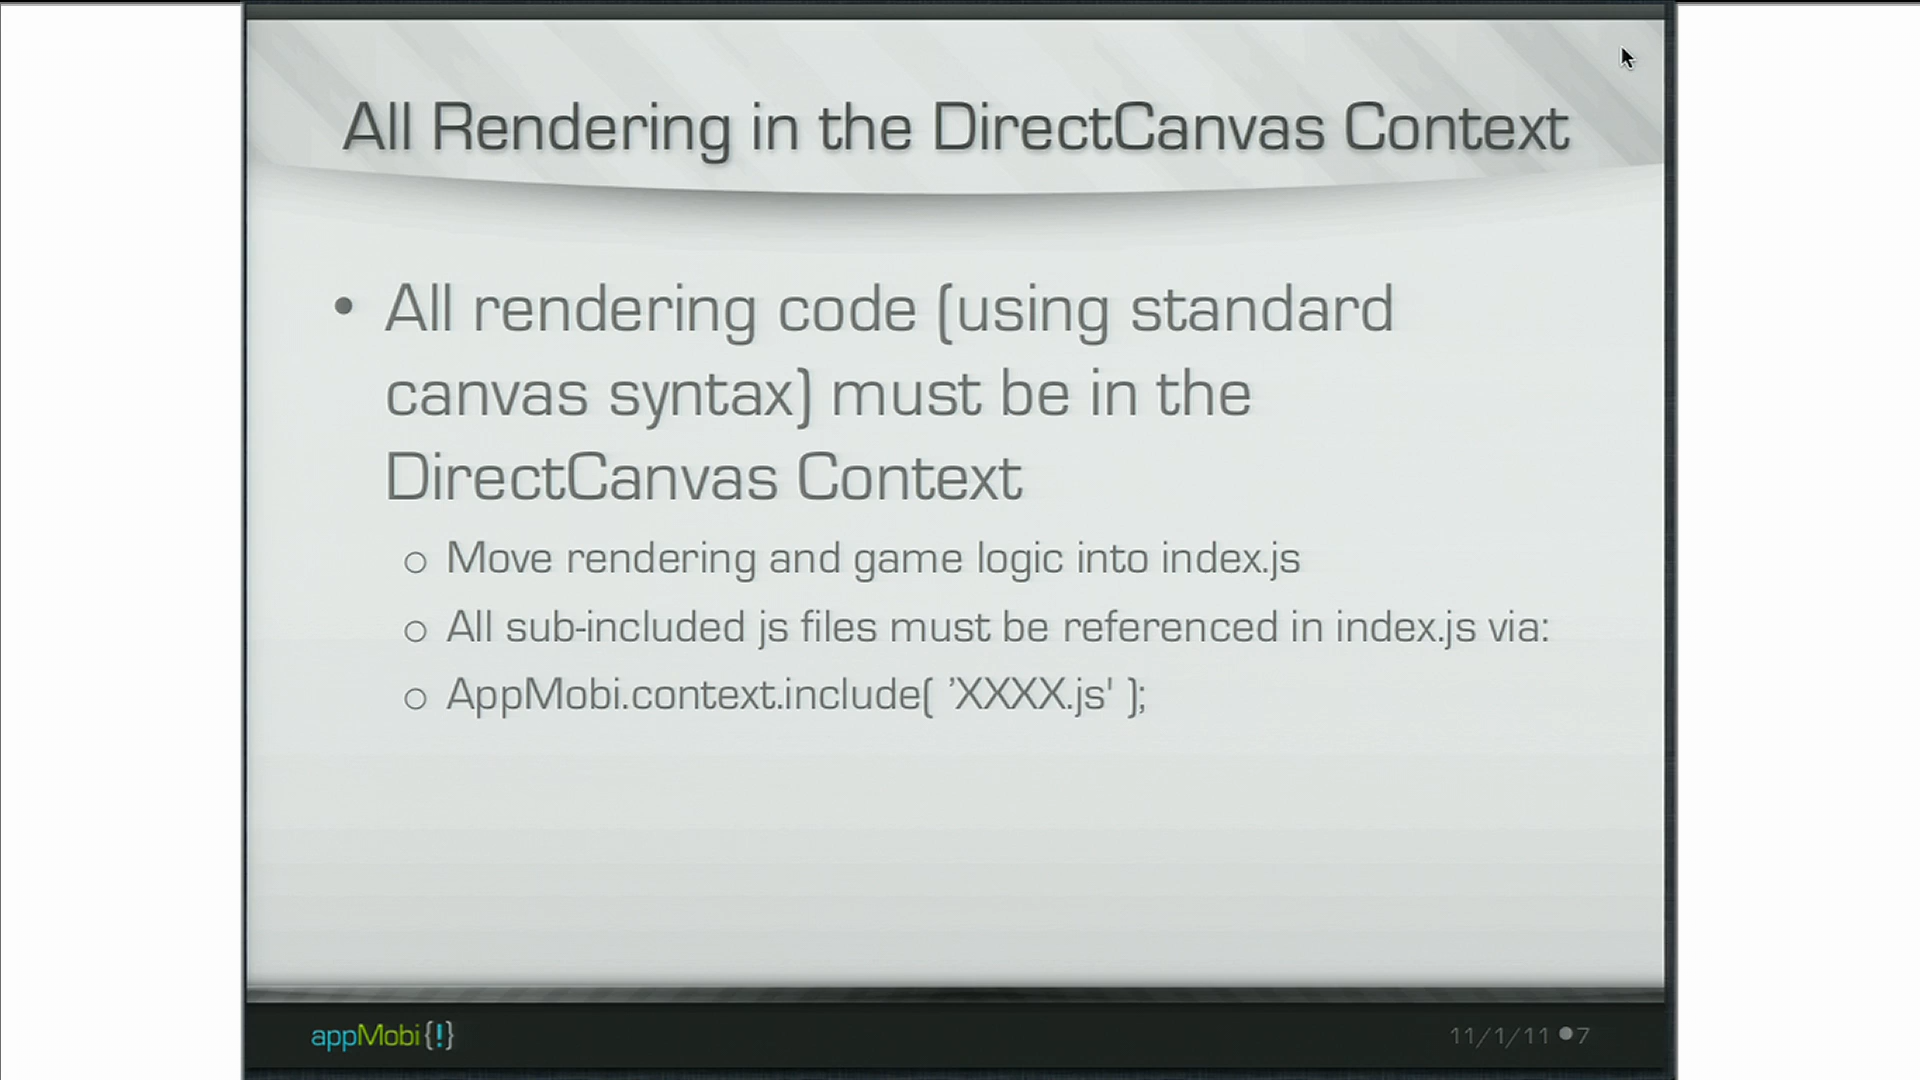 All Rendering in the DirectCanvas Context
• All rendering code (using standard
canvas syntax) must be in the
DirectCanvas Context
○ Move rendering and game logic into index.js
○ All sub-included js files must be referenced in index.js via:
○ AppMobi.context.include( ’XXXX.js' );
appMobi{!}
11/1/11 ●7